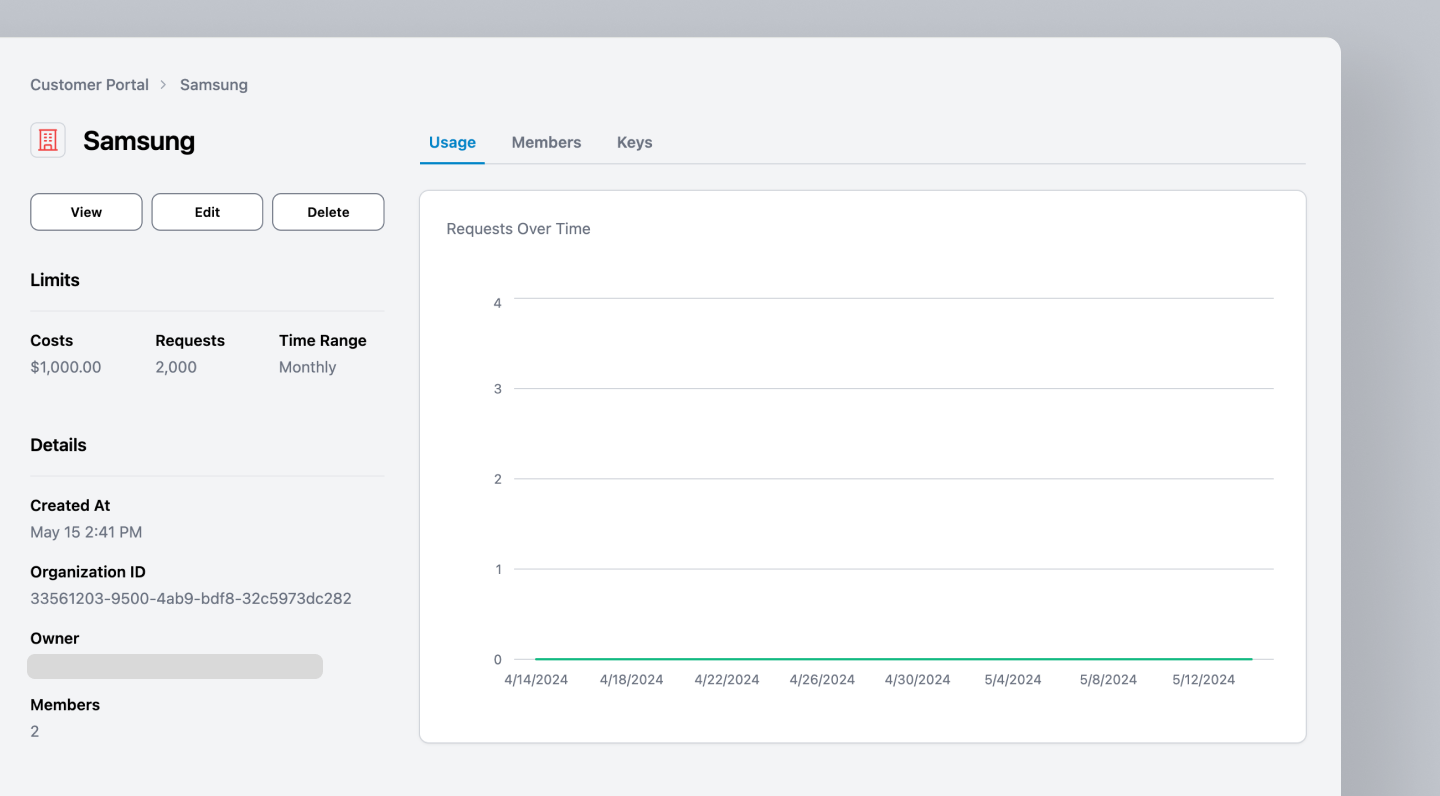 Customer Portal > Samsung
Samsung
View Edit Delete
Limits
Costs Requests Time Range
$1,000.00 2,000 Monthly
Details
Created At
May 15 2:41 PM
Organization ID
33561203-9500-4ab9-bdf8-32c5973dc282
Owner
Members
2
Usage Members Keys
Requests Over Time
4
3
2
1
0
4/14/2024 4/18/2024 4/22/2024 4/26/2024 4/30/2024 5/4/2024 5/8/2024 5/12/2024